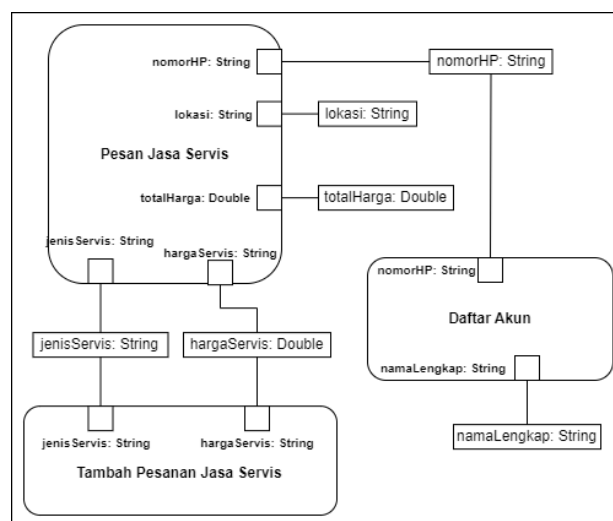 nomorHP: String
nomorHP: String
lokasi: String
lokasi: String
Pesan Jasa Servis
totalHarga: Double
totalHarga: Double
jenisServis: String
hargaServis: String
nomorHP: String
Daftar Akun
jenisServis: String
hargaServis: Double
namaLengkap: String
namaLengkap: String
jenisServis: String
hargaServis: String
Tambah Pesanan Jasa Servis